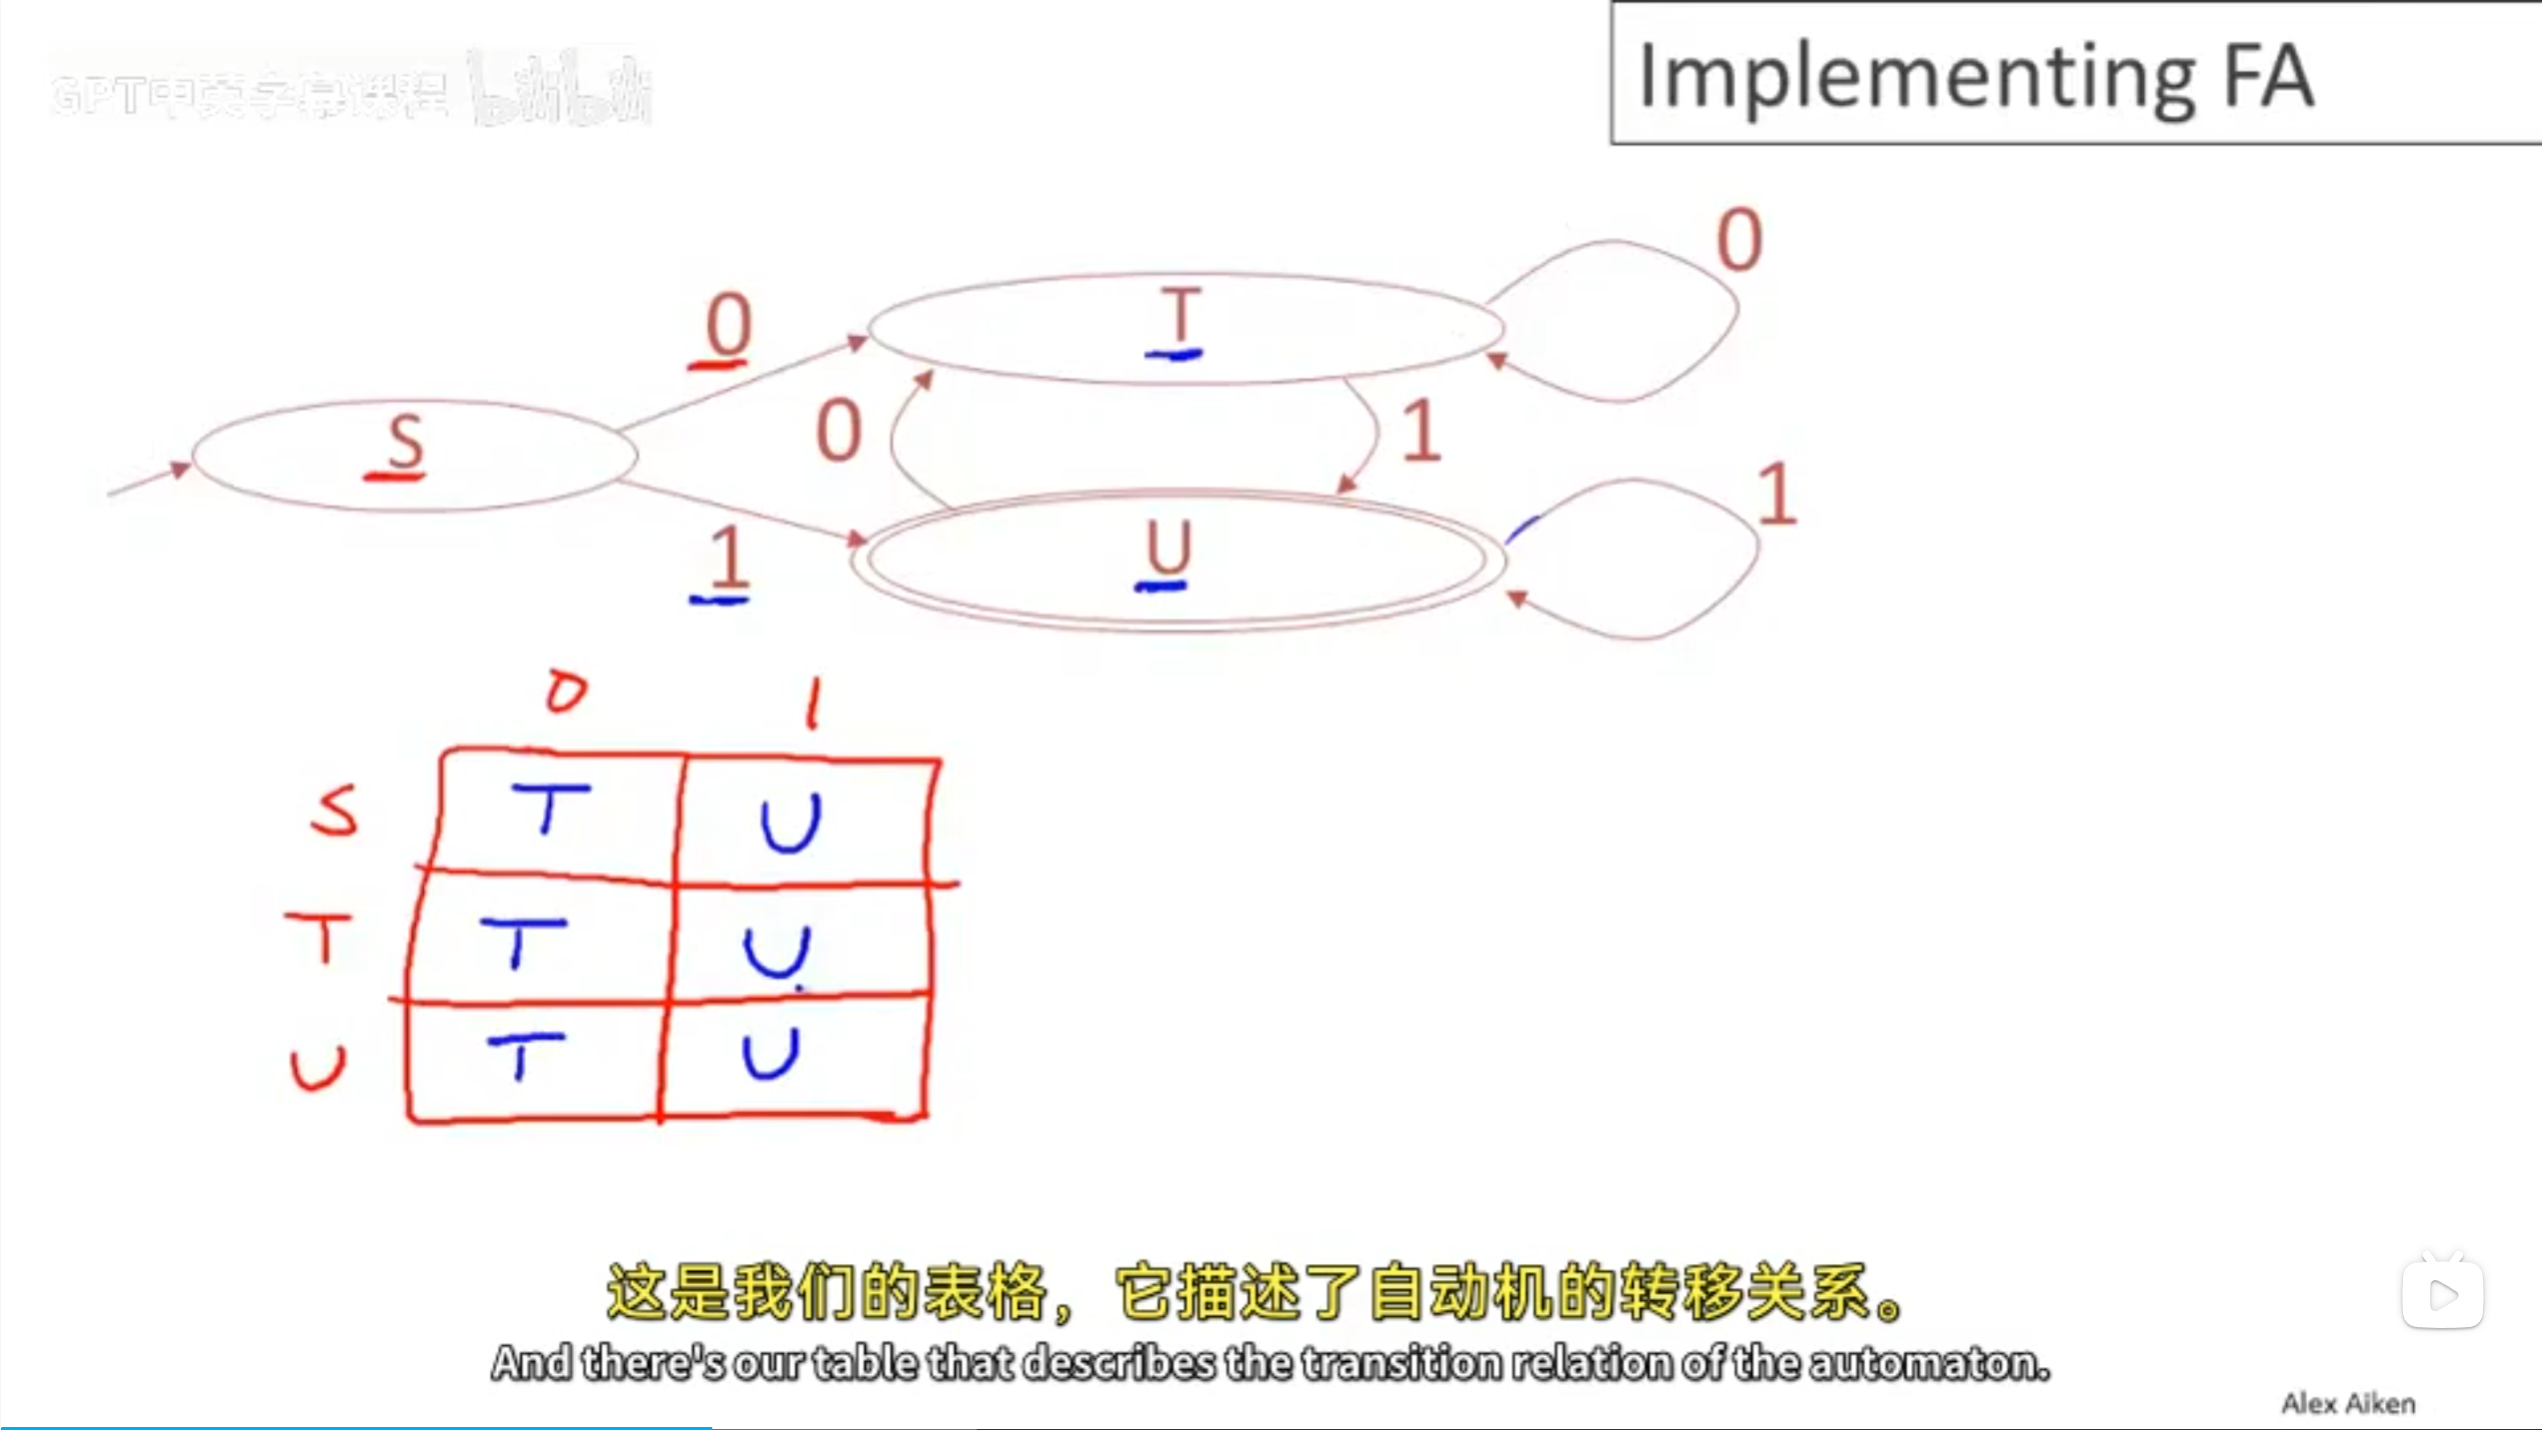 GPT中英字幕课程 bilibili
Implementing FA
0
0
T
S
0
1
1
U
1
0 1
S T U
T T U
U T U
这是我们的表格，它描述了自动机的转移关系。
And there's our table that describes the transition relation of the automaton.
Alex Aiken